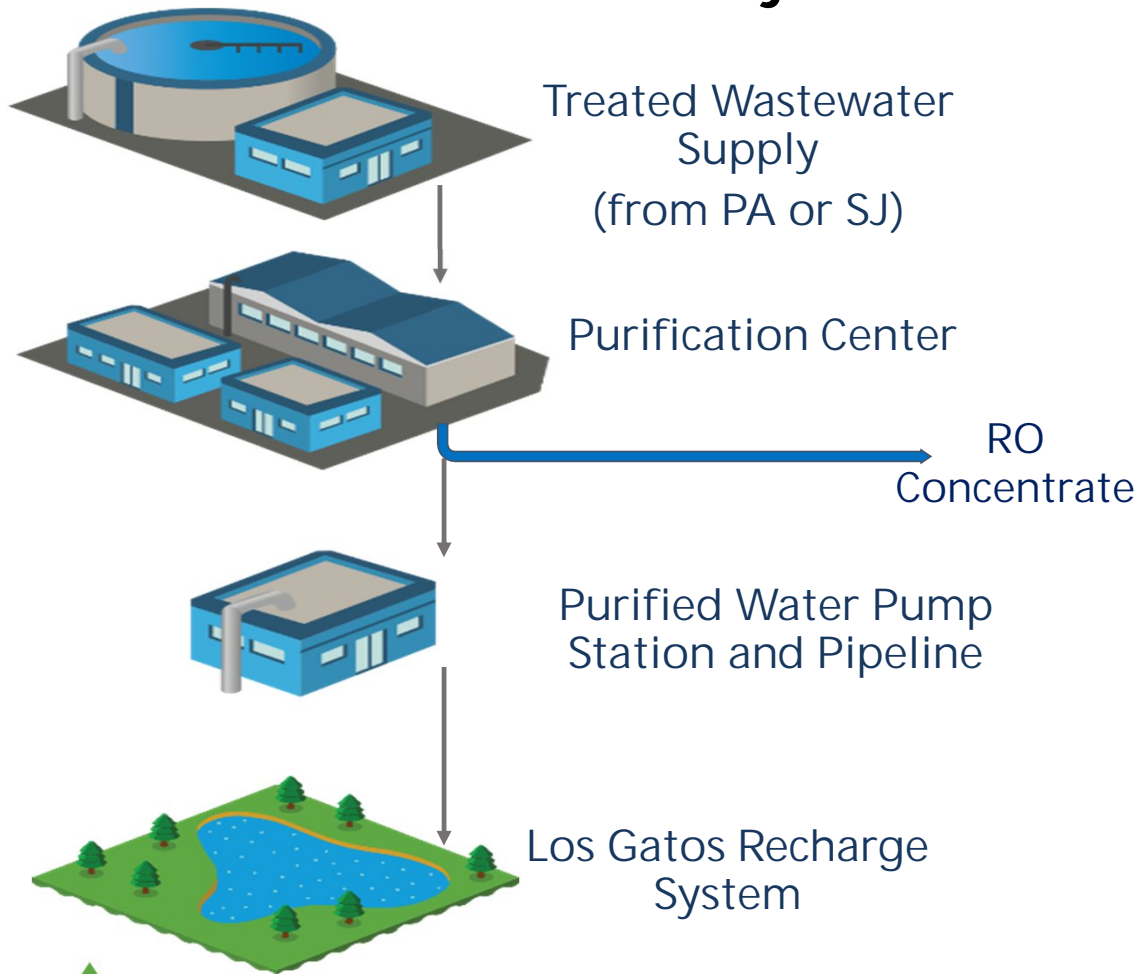 Treated Wastewater
Supply
(from PA or SJ)
Purification Center
RO
Concentrate
Purified Water Pump
Station and Pipeline
Los Gatos Recharge
System